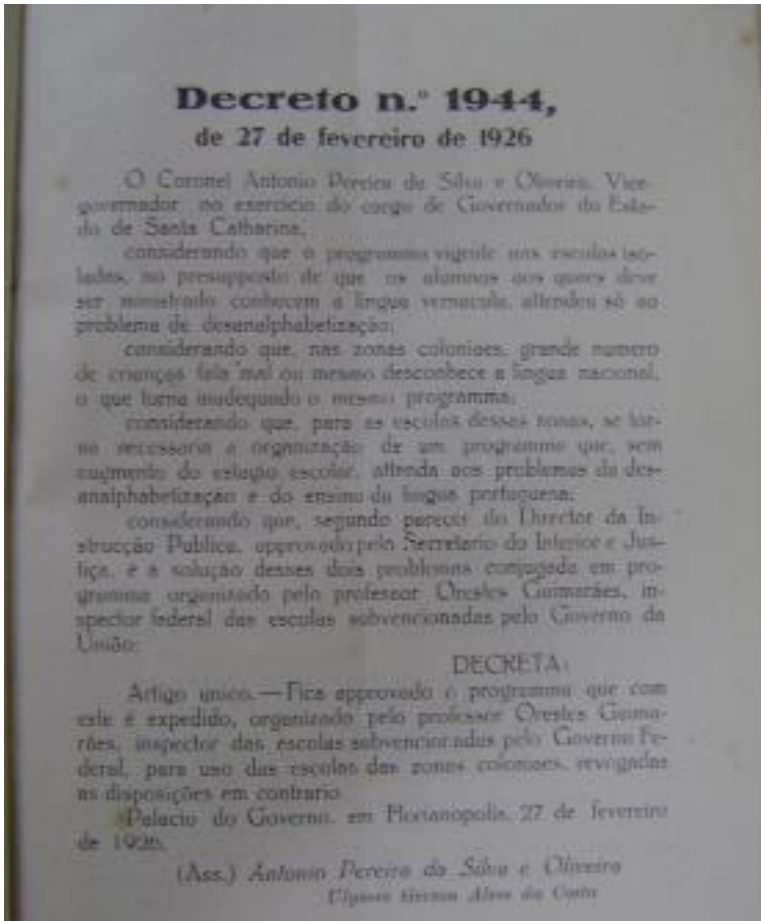 Decreto n.º 1944,
de 27 de fevereiro de 1926
O Coronel Antonio Pereira da Silva e Oliveira, Vice-
governador no exercicio do cargo de Governador do Esta-
do de Santa Catharina,
considerando que o programma vigente nas escolas iso-
ladas, no presupposto de que os alumnos aos quaes deve
ser ministrado conhecem a lingua vernacula, attendeu só ao
problema de desanalphabetização;
considerando que, nas zonas coloniaes, grande numero
de crianças fala mal ou mesmo desconhece a lingua nacional,
o que torna inadequado o mesmo programma;
considerando que, para as escolas dessas zonas, se tor-
na necessaria a organização de um programma que, sem
augmento do estagio escolar, attenda aos problemas da des-
analphabetização e do ensino da lingua portuguesa;
considerando que, segundo parecer do Director da In-
strucção Publica, approvado pelo Secretario do Interior e Jus-
tiça, é a solução desses dois problemas conjugada em pro-
gramma organizado pelo professor Orestes Guimarães, in-
spector federal das escolas subvencionadas pelo Governo da
União;
DECRETA:
Artigo unico.—Fica approvado o programma que com
este é expedido, organizado pelo professor Orestes Guima-
rães, inspector das escolas subvencionadas pelo Governo Fe-
deral, para uso das escolas das zonas coloniaes, revogadas
as disposições em contrario
Palacio do Governo, em Florianopolis, 27 de fevereiro
de 1926.
(Ass.) Antonio Pereira da Silva e Oliveira
Ulysses Alves da Costa